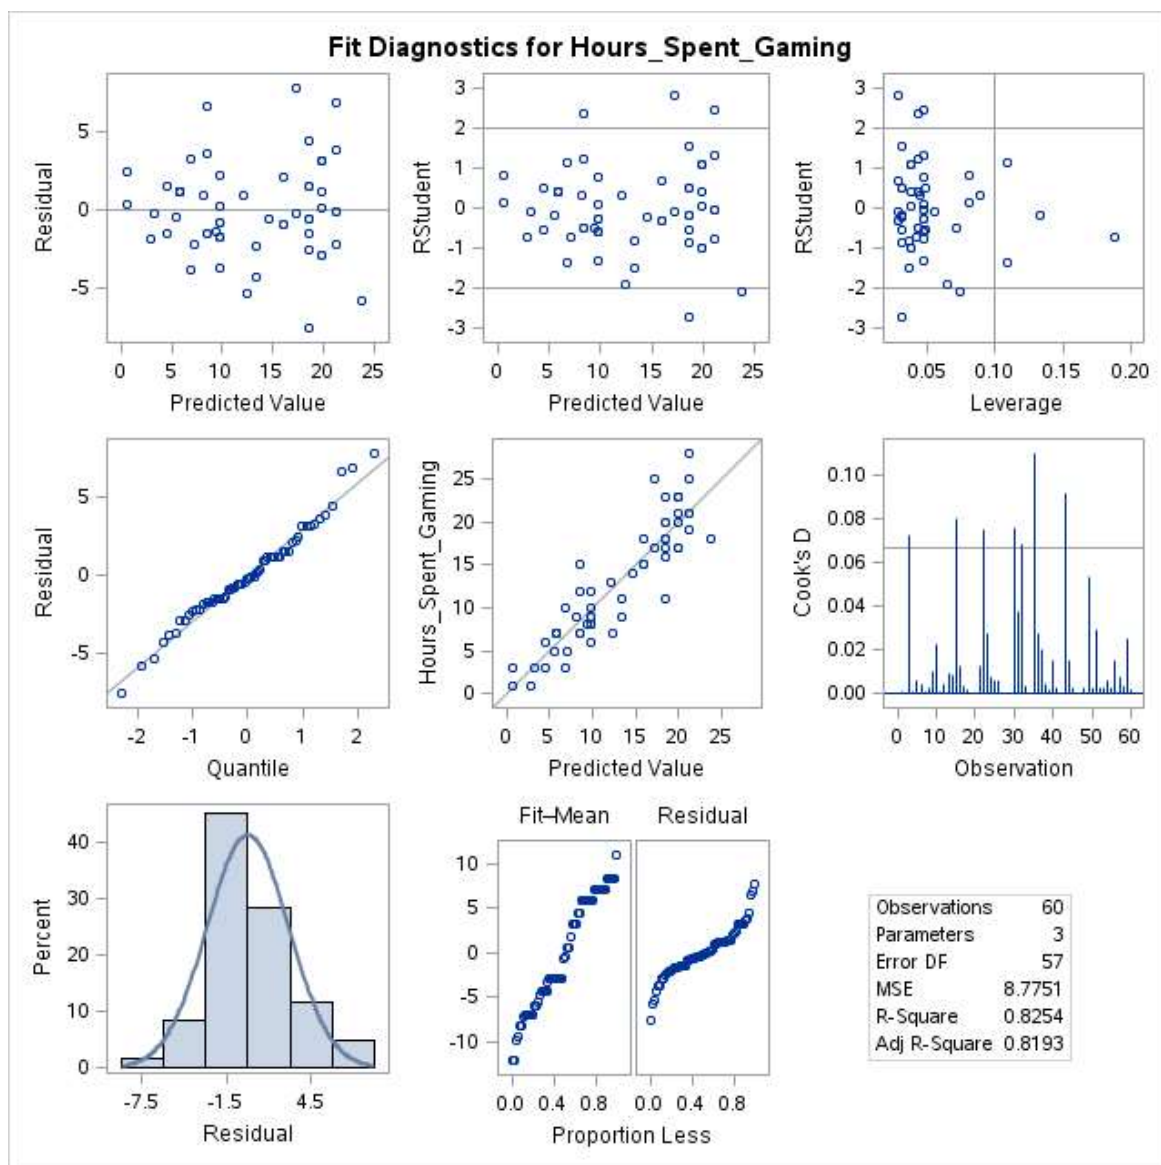 Fit Diagnostics for Hours_Spent_Gaming
Residual
5
0
-5
0 5 10 15 20 25
Predicted Value
RStudent
3
2
1
0
-1
-2
-3
0 5 10 15 20 25
Predicted Value
RStudent
3
2
1
0
-1
-2
-3
0.05 0.10 0.15 0.20
Leverage
Residual
5
0
-5
-2 -1 0 1 2
Quantile
Hours_Spent_Gaming
25
20
15
10
5
0
0 5 10 15 20 25
Predicted Value
Cook's D
0.10
0.08
0.06
0.04
0.02
0.00
0 10 20 30 40 50 60
Observation
Percent
40
30
20
10
0
-7.5 -1.5 4.5
Residual
Fit–Mean Residual
10
5
0
-5
-10
0.0 0.4 0.8 0.0 0.4 0.8
Proportion Less
Observations 60
Parameters 3
Error DF 57
MSE 8.7751
R-Square 0.8254
Adj R-Square 0.8193